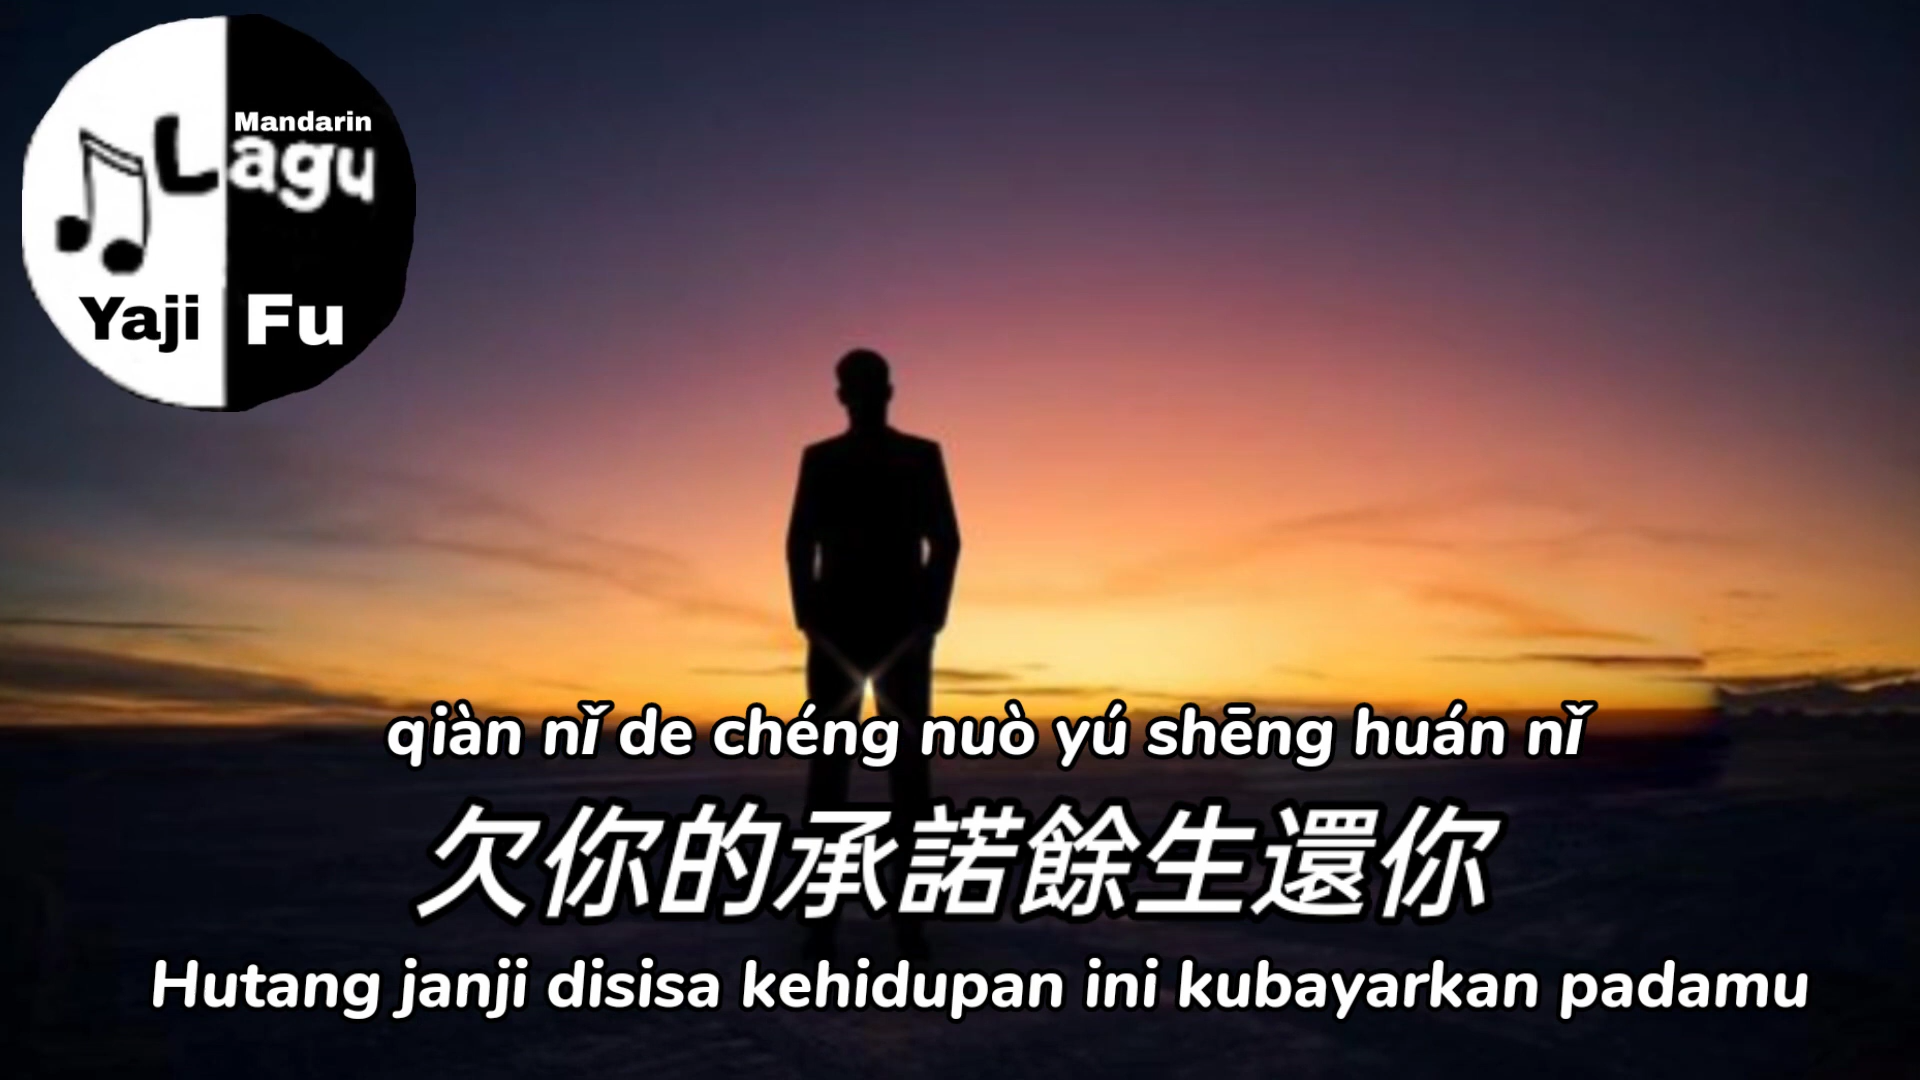 Mandarin
Lagu
Yaji Fu
qiàn nǐ de chéng nuò yú shēng huán nǐ
欠你的承諾餘生還你
Hutang janji disisa kehidupan ini kubayarkan padamu